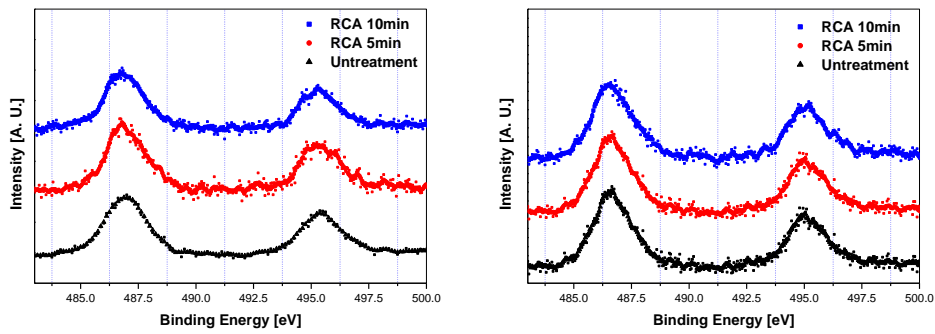 RCA 10min
RCA 5min
Untreatment
Intensity [A. U.]
485.0 487.5 490.0 492.5 495.0 497.5 500.0
Binding Energy [eV]
RCA 10min
RCA 5min
Untreatment
Intensity [A. U.]
485.0 487.5 490.0 492.5 495.0 497.5 500.0
Binding Energy [eV]